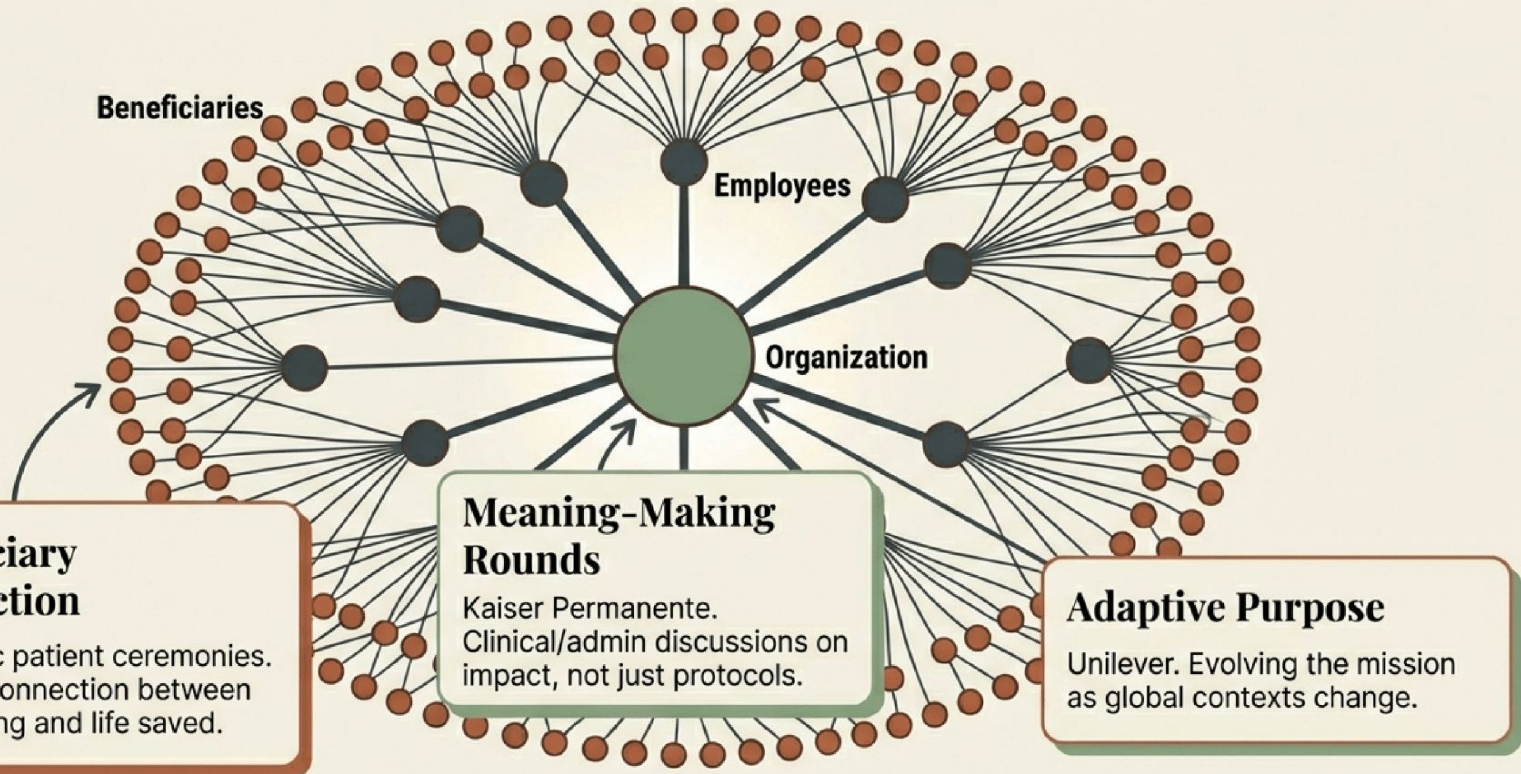 Beneficiaries
Employees
Organization
ciary
ction
c patient ceremonies.
onnection between
ng and life saved.
Meaning-Making
Rounds
Kaiser Permanente.
Clinical/admin discussions on
impact, not just protocols.
Adaptive Purpose
Unilever. Evolving the mission
as global contexts change.